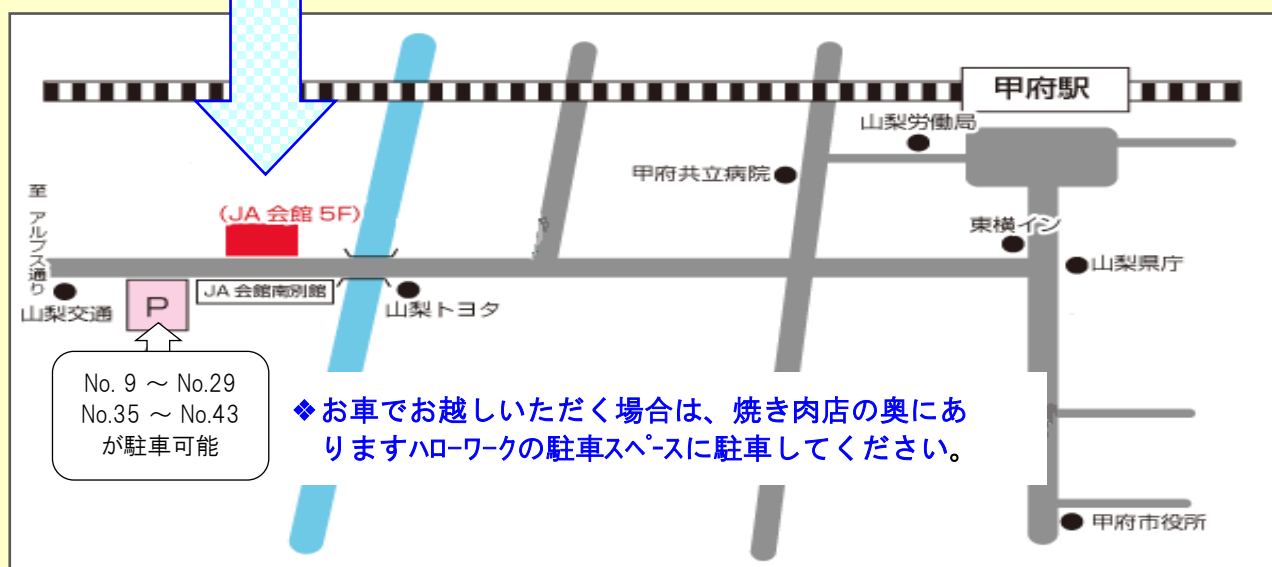 甲府駅
山梨労働局
甲府共立病院
至 アルプス通り
(JA 会館 5F)
東横イン
山梨県庁
JA 会館南別館
山梨交通
P
山梨トヨタ
No. 9 ～ No.29
No.35 ～ No.43
が駐車可能
❖お車でお越しいただく場合は、焼き肉店の奥にあ
りますﾊﾛｰﾜｰｸの駐車ｽﾍﾟｰｽに駐車してください。
甲府市役所